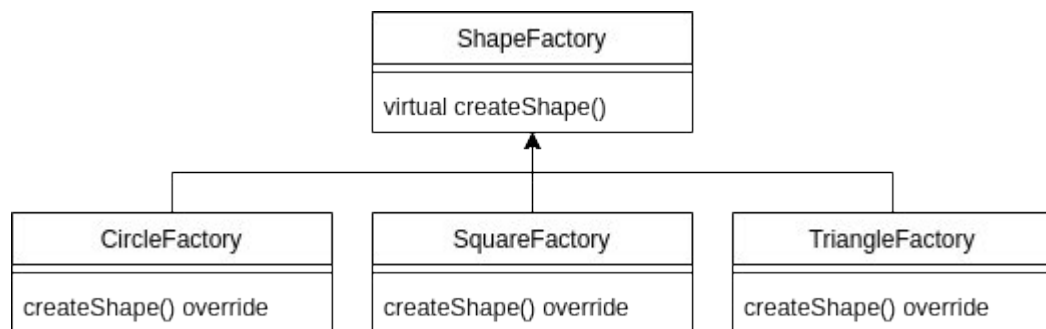 ShapeFactory
virtual createShape()
CircleFactory
SquareFactory
TriangleFactory
createShape() override
createShape() override
createShape() override